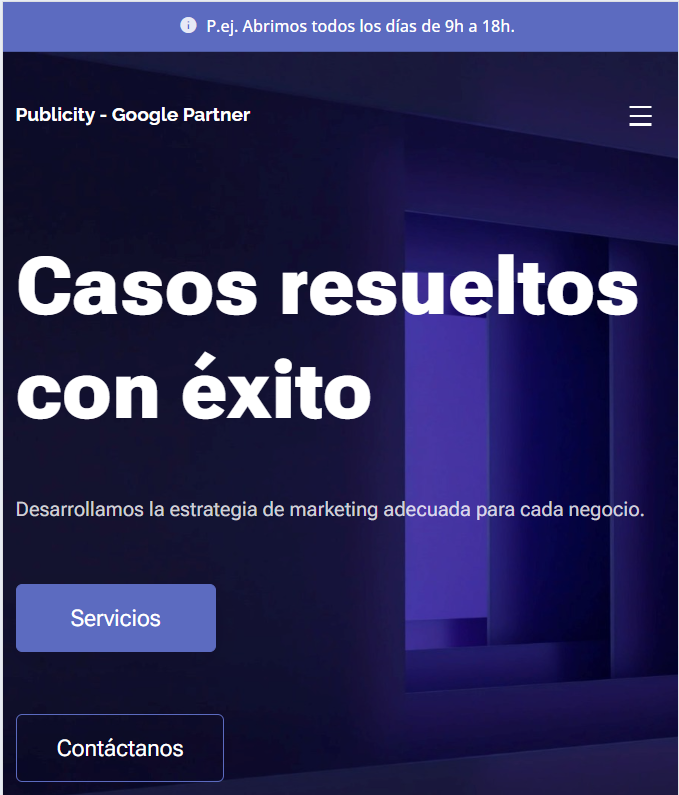 P.ej. Abrimos todos los días de 9h a 18h.
Publicity - Google Partner
Casos resueltos
con éxito
Desarrollamos la estrategia de marketing adecuada para cada negocio.
Servicios
Contáctanos